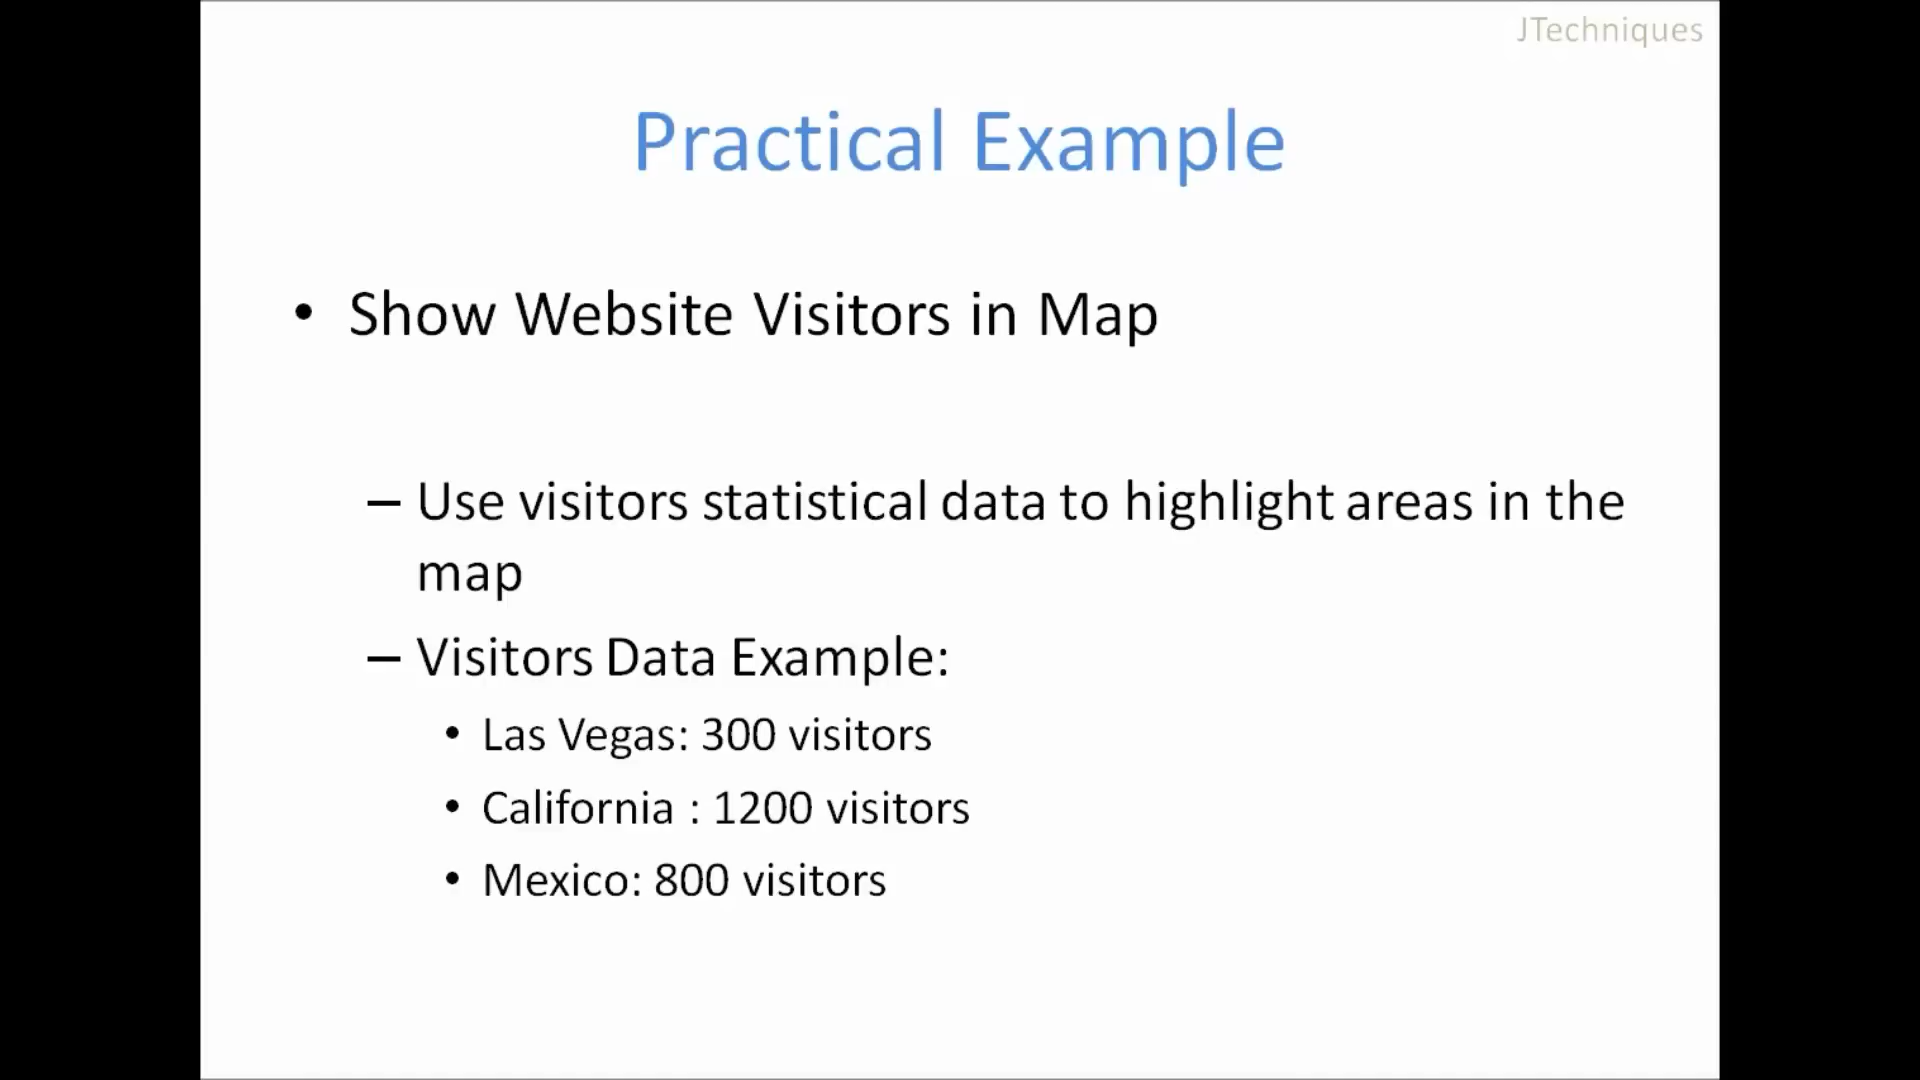 JTechniques
Practical Example
• Show Website Visitors in Map
– Use visitors statistical data to highlight areas in the
map
– Visitors Data Example:
• Las Vegas: 300 visitors
• California : 1200 visitors
• Mexico: 800 visitors